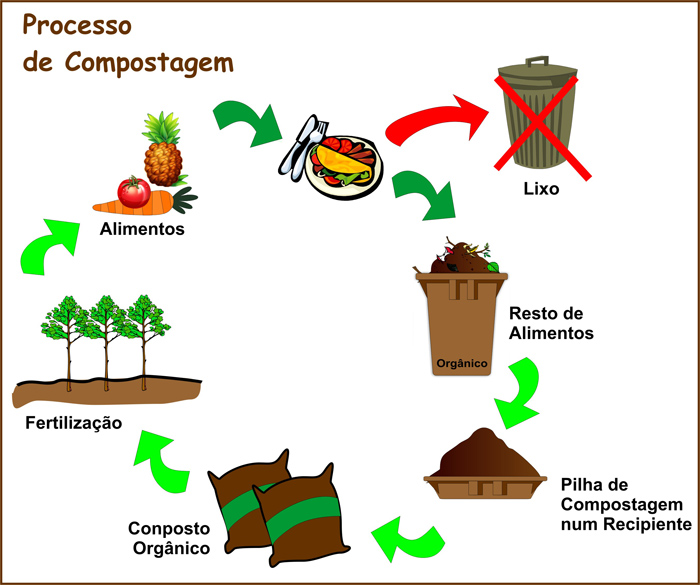 Processo
de Compostagem
Alimentos
Lixo
Resto de
Alimentos
Orgânico
Pilha de
Compostagem
num Recipiente
Conposto
Orgânico
Fertilização